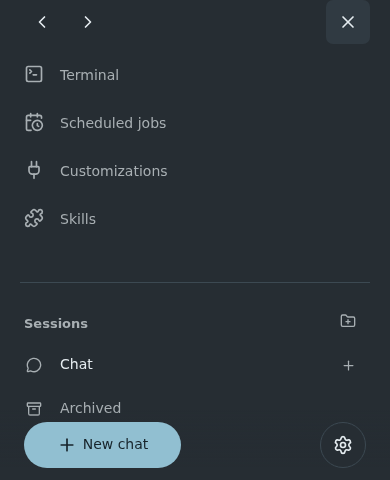 Terminal
Scheduled jobs
Customizations
Skills
Sessions
Chat
Archived
New chat